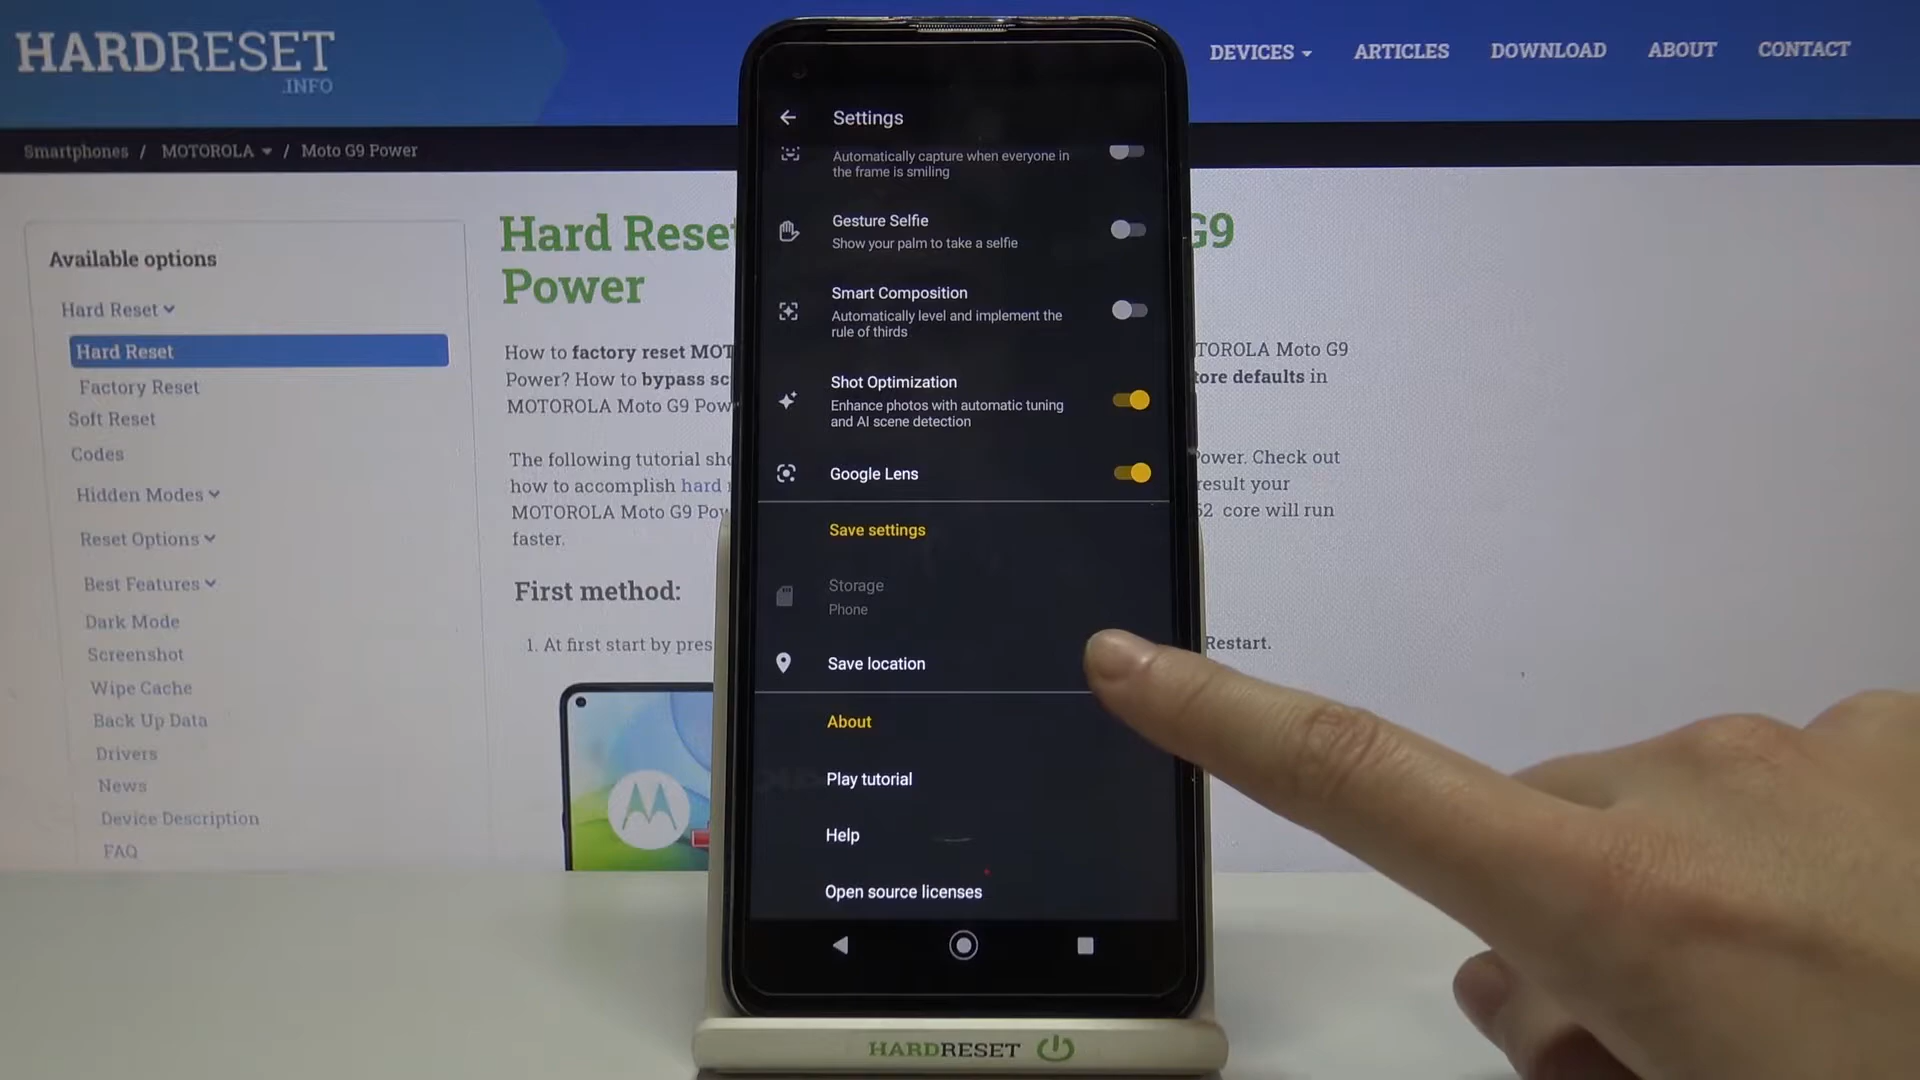 HARDRESET
.INFO
DEVICES
ARTICLES
DOWNLOAD
ABOUT
CONTACT
Smartphones / MOTOROLA / Moto G9 Power
Available options
Hard Reset
Hard Reset
Factory Reset
Soft Reset
Codes
Hidden Modes
Reset Options
Best Features
Dark Mode
Screenshot
Wipe Cache
Back Up Data
Drivers
News
Device Description
FAQ
Hard Reset G9
Power
How to factory reset MOT TOROLA Moto G9
Power? How to bypass sc tore defaults in
MOTOROLA Moto G9 Pow
The following tutorial sho Power. Check out
how to accomplish hard r result your
MOTOROLA Moto G9 Pow 52 core will run
faster.
First method:
1. At first start by pres Restart.
Settings
Automatically capture when everyone in
the frame is smiling
Gesture Selfie
Show your palm to take a selfie
Smart Composition
Automatically level and implement the
rule of thirds
Shot Optimization
Enhance photos with automatic tuning
and AI scene detection
Google Lens
Save settings
Storage
Phone
Save location
About
Play tutorial
Help
Open source licenses
HARDRESET